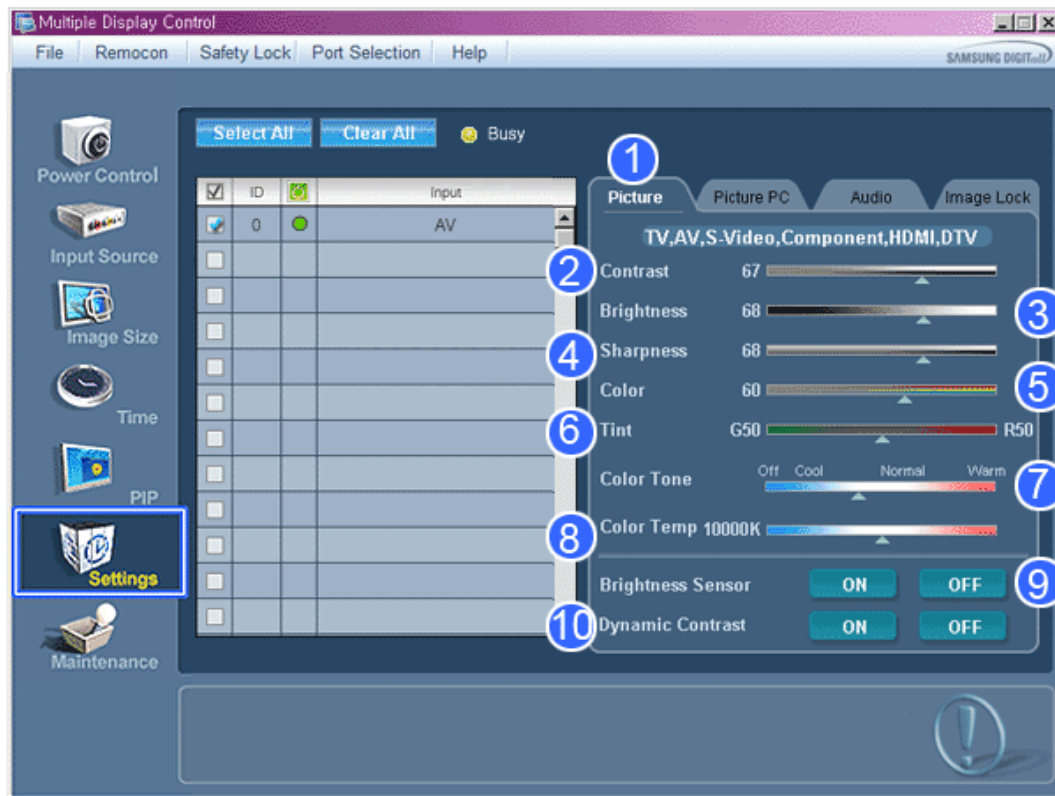 Multiple Display Control
File Remocon Safety Lock Port Selection Help
SAMSUNG DIGITall
Select All Clear All Busy
Power Control
Input Source
Image Size
Time
PIP
Settings
Maintenance
ID Input
0 AV
1
Picture Picture PC Audio Image Lock
TV,AV,S-Video,Component,HDMI,DTV
2 Contrast 67
Brightness 68 3
4 Sharpness 68
Color 60 5
6 Tint G50 R50
Off Cool Normal Warm
Color Tone 7
8 Color Temp 10000K
Brightness Sensor ON OFF 9
10 Dynamic Contrast ON OFF